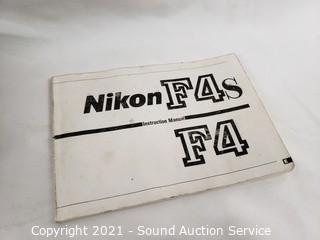 Nikon F4s
Instruction Manual
F4
E
Copyright 2021 - Sound Auction Service